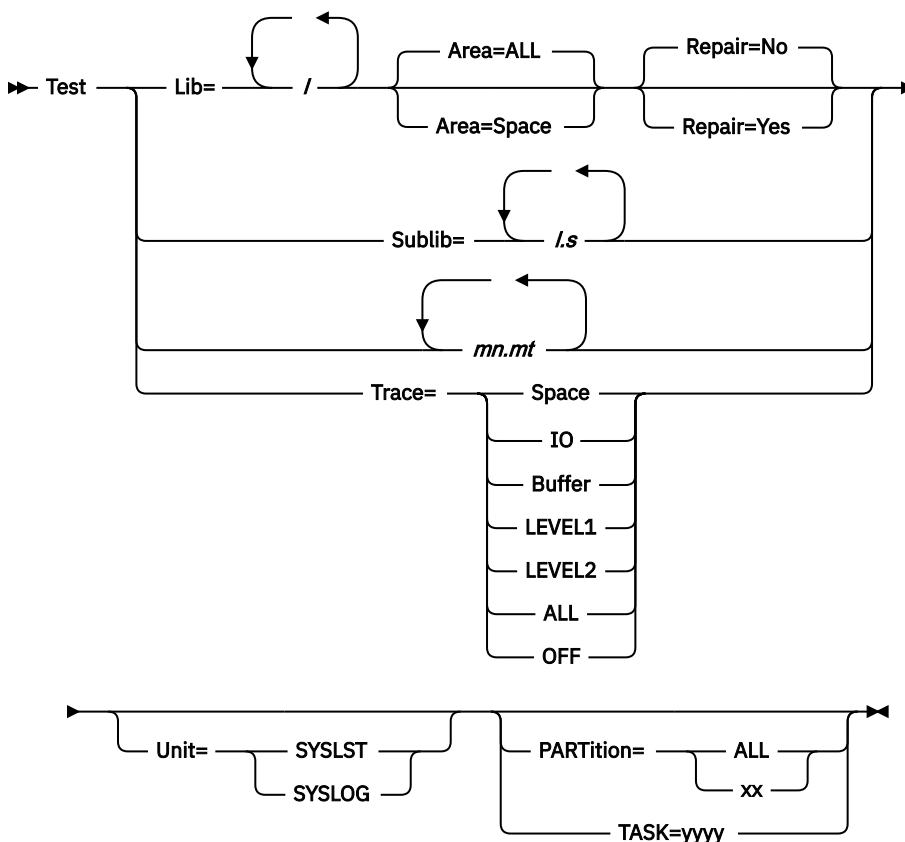 Area=ALL
Repair=No
Test
Lib=
l
Area=Space
Repair=Yes
Sublib=
l.s
mn.mt
Trace=
Space
IO
Buffer
LEVEL1
LEVEL2
ALL
OFF
Unit=
SYSLST
SYSLOG
PARTition=
ALL
xx
TASK=yyyy